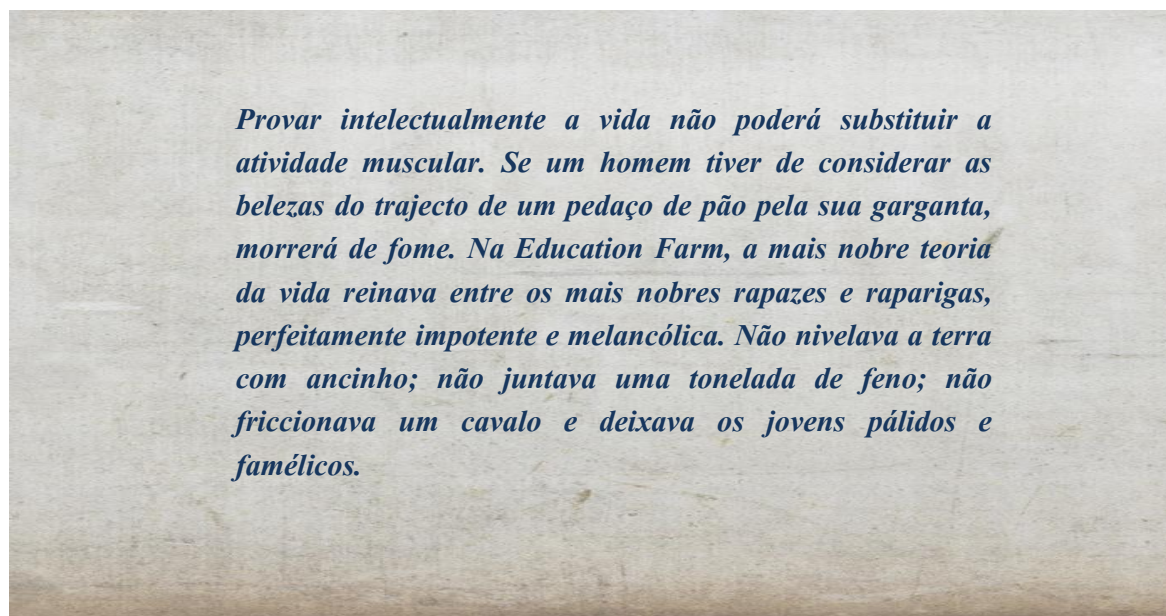 Provar intelectualmente a vida não poderá substituir a
atividade muscular. Se um homem tiver de considerar as
belezas do trajecto de um pedaço de pão pela sua garganta,
morrerá de fome. Na Education Farm, a mais nobre teoria
da vida reinava entre os mais nobres rapazes e raparigas,
perfeitamente impotente e melancólica. Não nivelava a terra
com ancinho; não juntava uma tonelada de feno; não
friccionava um cavalo e deixava os jovens pálidos e
famélicos.